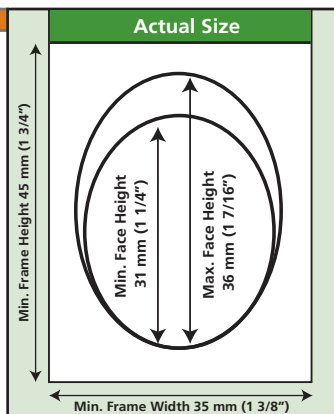 Actual Size
Min. Frame Height 45 mm (1 3/4”)
Min. Face Height
31 mm (1 1/4”)
Max. Face Height
36 mm (1 7/16”)
Min. Frame Width 35 mm (1 3/8”)